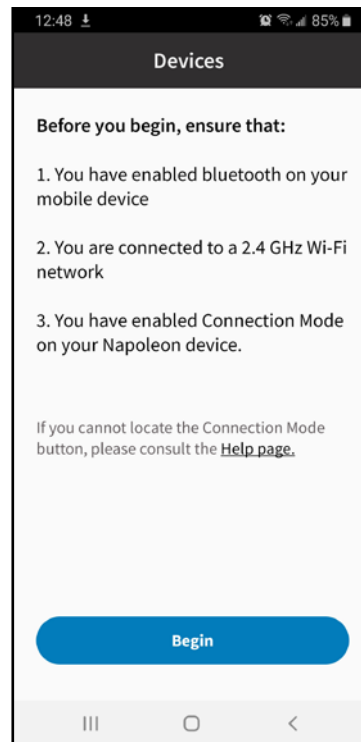 12:48
85%
Devices
Before you begin, ensure that:
1. You have enabled bluetooth on your
mobile device
2. You are connected to a 2.4 GHz Wi-Fi
network
3. You have enabled Connection Mode
on your Napoleon device.
If you cannot locate the Connection Mode
button, please consult the Help page.
Begin